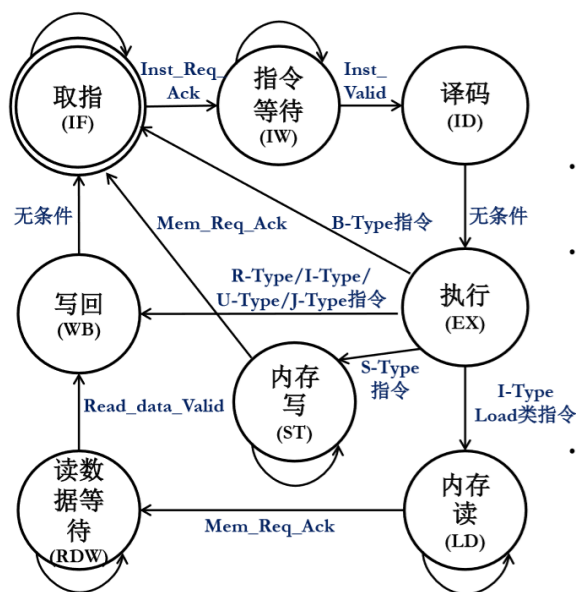 取指
(IF)
Inst_Req_
Ack
指令
等待
(IW)
Inst_
Valid
译码
(ID)
无条件
Mem_Req_Ack
B-Type指令
无条件
写回
(WB)
R-Type/I-Type/
U-Type/J-Type指令
执行
(EX)
内存
写
(ST)
S-Type
指令
I-Type
Load类指令
Read_data_Valid
读数
据等
待
(RDW)
Mem_Req_Ack
内存
读
(LD)